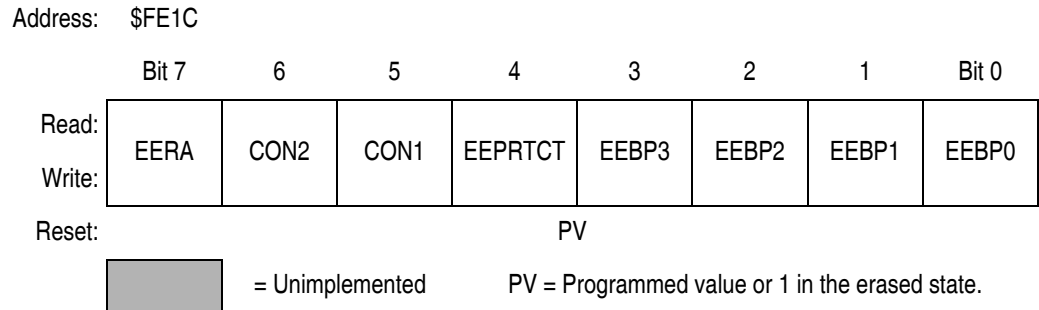 Address: $FE1C
Bit 7 6 5 4 3 2 1 Bit 0
Read:
EERA CON2 CON1 EEPRTCT EEBP3 EEBP2 EEBP1 EEBP0
Write:
Reset: PV
= Unimplemented PV = Programmed value or 1 in the erased state.